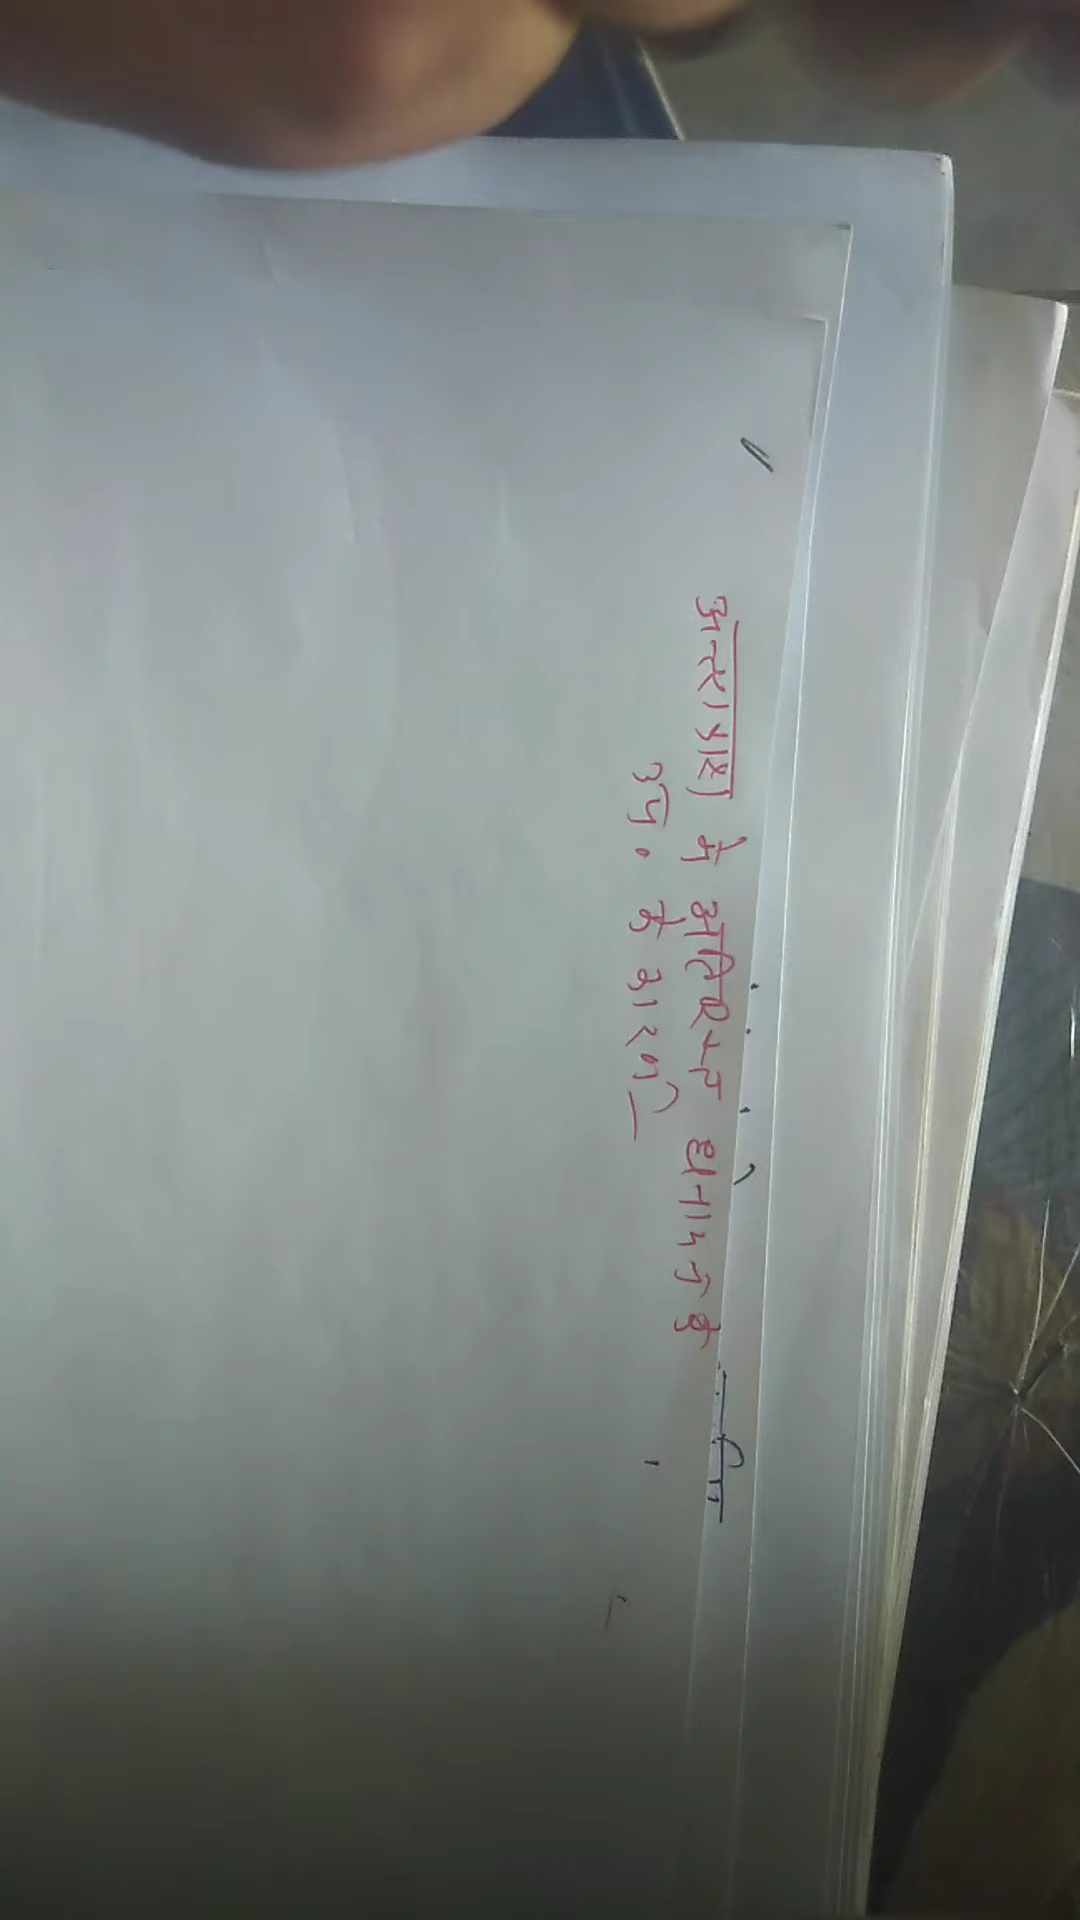 अन्तराकाश में अतिरिक्त धनायन के
उप. के कारण